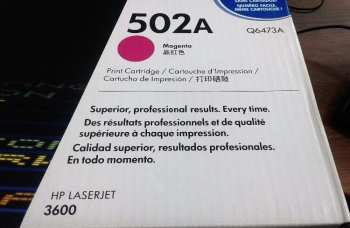 NUMÉRO FACILE,
502A
Q6473A
Magenta
品红色
Print Cartridge / Cartouche d'Impression /
Cartucho de Impresión / 打印硒鼓
Superior, professional results. Every time.
Des résultats professionnels et de qualité
supérieure à chaque impression.
Calidad superior, resultados profesionales.
En todo momento.
HP LASERJET
3600